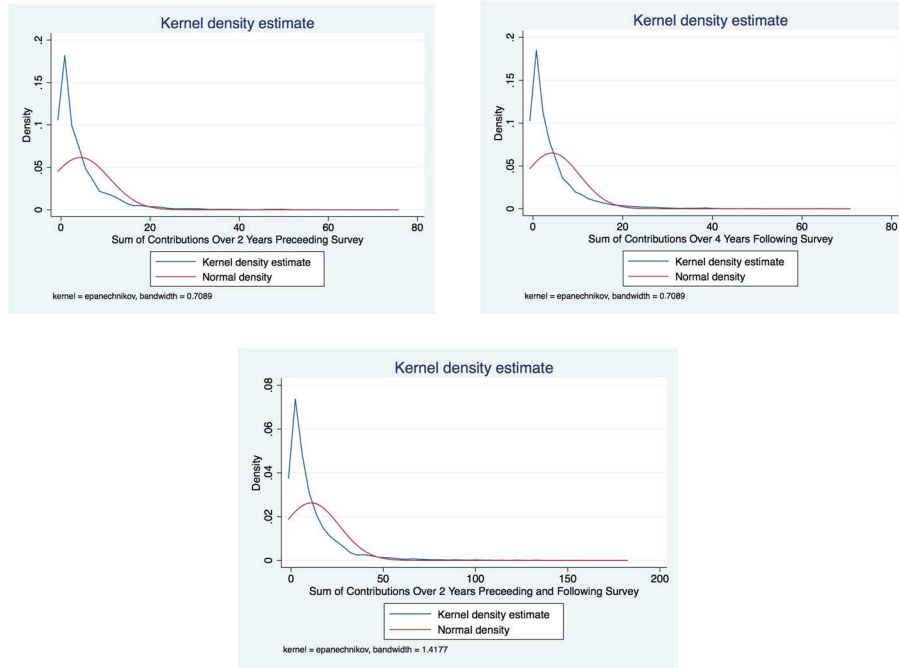 Kernel density estimate
.2
.15
.1
.05
0
Density
0 20 40 60 80
Sum of Contributions Over 2 Years Preceeding Survey
Kernel density estimate
Normal density
kernel = epanechnikov, bandwidth = 0.7089
Kernel density estimate
.2
.15
.1
.05
0
Density
0 20 40 60 80
Sum of Contributions Over 4 Years Following Survey
Kernel density estimate
Normal density
kernel = epanechnikov, bandwidth = 0.7089
Kernel density estimate
.08
.06
.04
.02
0
Density
0 50 100 150 200
Sum of Contributions Over 2 Years Preceeding and Following Survey
Kernel density estimate
Normal density
kernel = epanechnikov, bandwidth = 1.4177